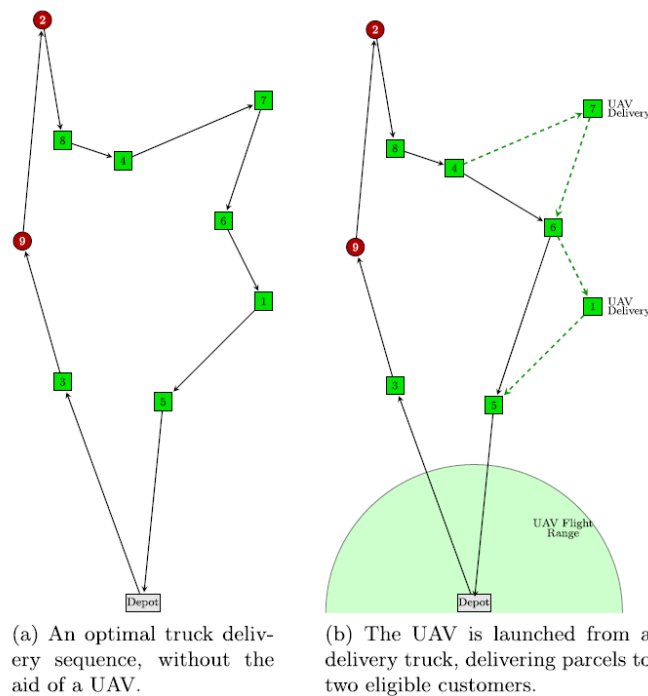 2
8
4
7
6
9
1
3
5
Depot
(a) An optimal truck deliv-
ery sequence, without the
aid of a UAV.
2
7
UAV
Delivery
8
4
6
9
1
UAV
Delivery
3
5
UAV Flight
Range
Depot
(b) The UAV is launched from a
delivery truck, delivering parcels to
two eligible customers.